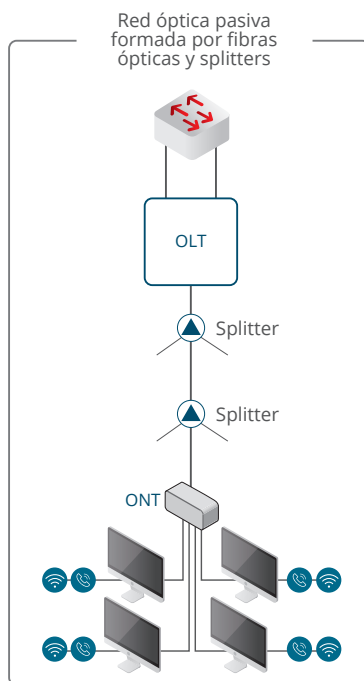 Red óptica pasiva
formada por fibras
ópticas y splitters
OLT
Splitter
Splitter
ONT